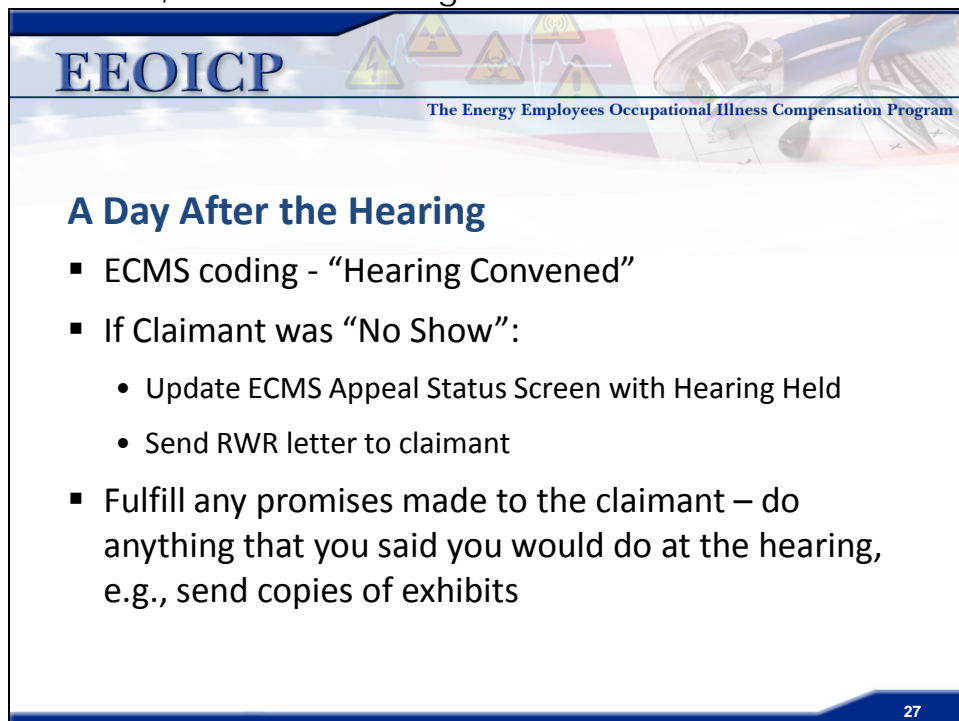 EEOICP
The Energy Employees Occupational Illness Compensation Program
A Day After the Hearing
▪ ECMS coding - “Hearing Convened”
▪ If Claimant was “No Show”:
• Update ECMS Appeal Status Screen with Hearing Held
• Send RWR letter to claimant
▪ Fulfill any promises made to the claimant – do
anything that you said you would do at the hearing,
e.g., send copies of exhibits
27